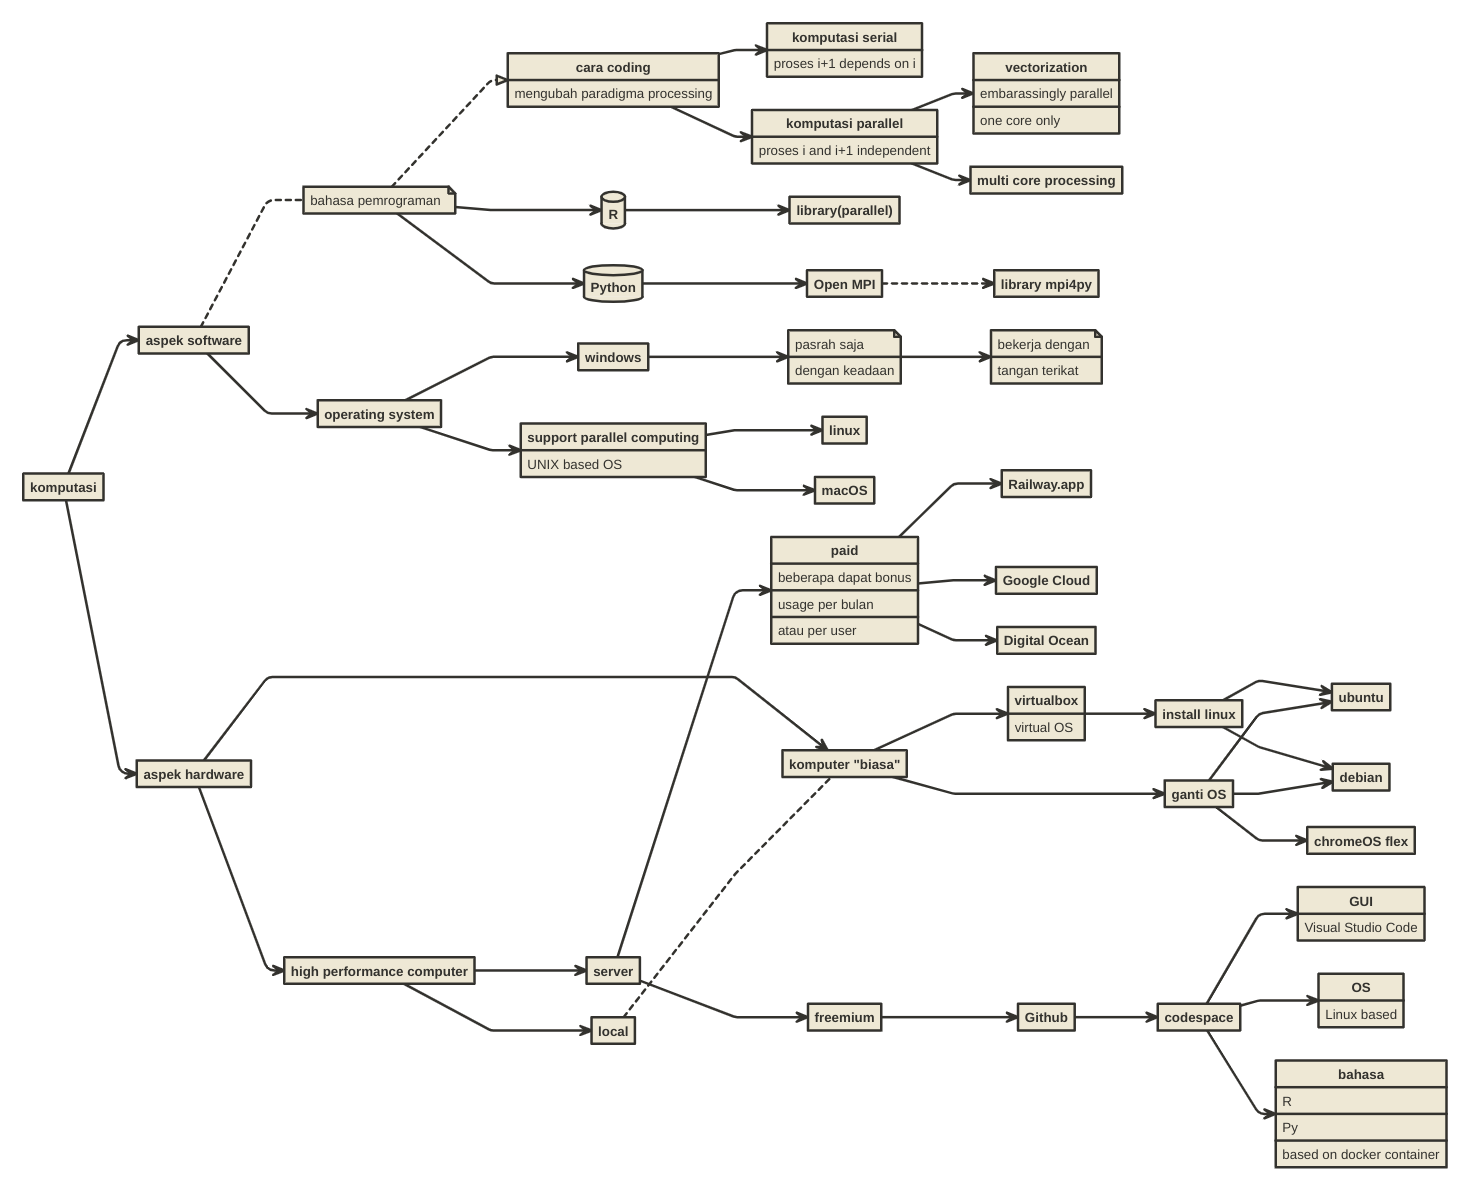 komputasi serial
proses i+1 depends on i
cara coding
mengubah paradigma processing
vectorization
embarassingly parallel
one core only
komputasi parallel
proses i and i+1 independent
multi core processing
bahasa pemrograman
R
library(parallel)
Python
Open MPI
library mpi4py
aspek software
windows
pasrah saja
dengan keadaan
bekerja dengan
tangan terikat
operating system
support parallel computing
UNIX based OS
linux
macOS
komputasi
Railway.app
paid
beberapa dapat bonus
usage per bulan
atau per user
Google Cloud
Digital Ocean
virtualbox
virtual OS
install linux
ubuntu
aspek hardware
komputer "biasa"
ganti OS
debian
chromeOS flex
GUI
Visual Studio Code
high performance computer
server
local
freemium
Github
codespace
OS
Linux based
bahasa
R
Py
based on docker container